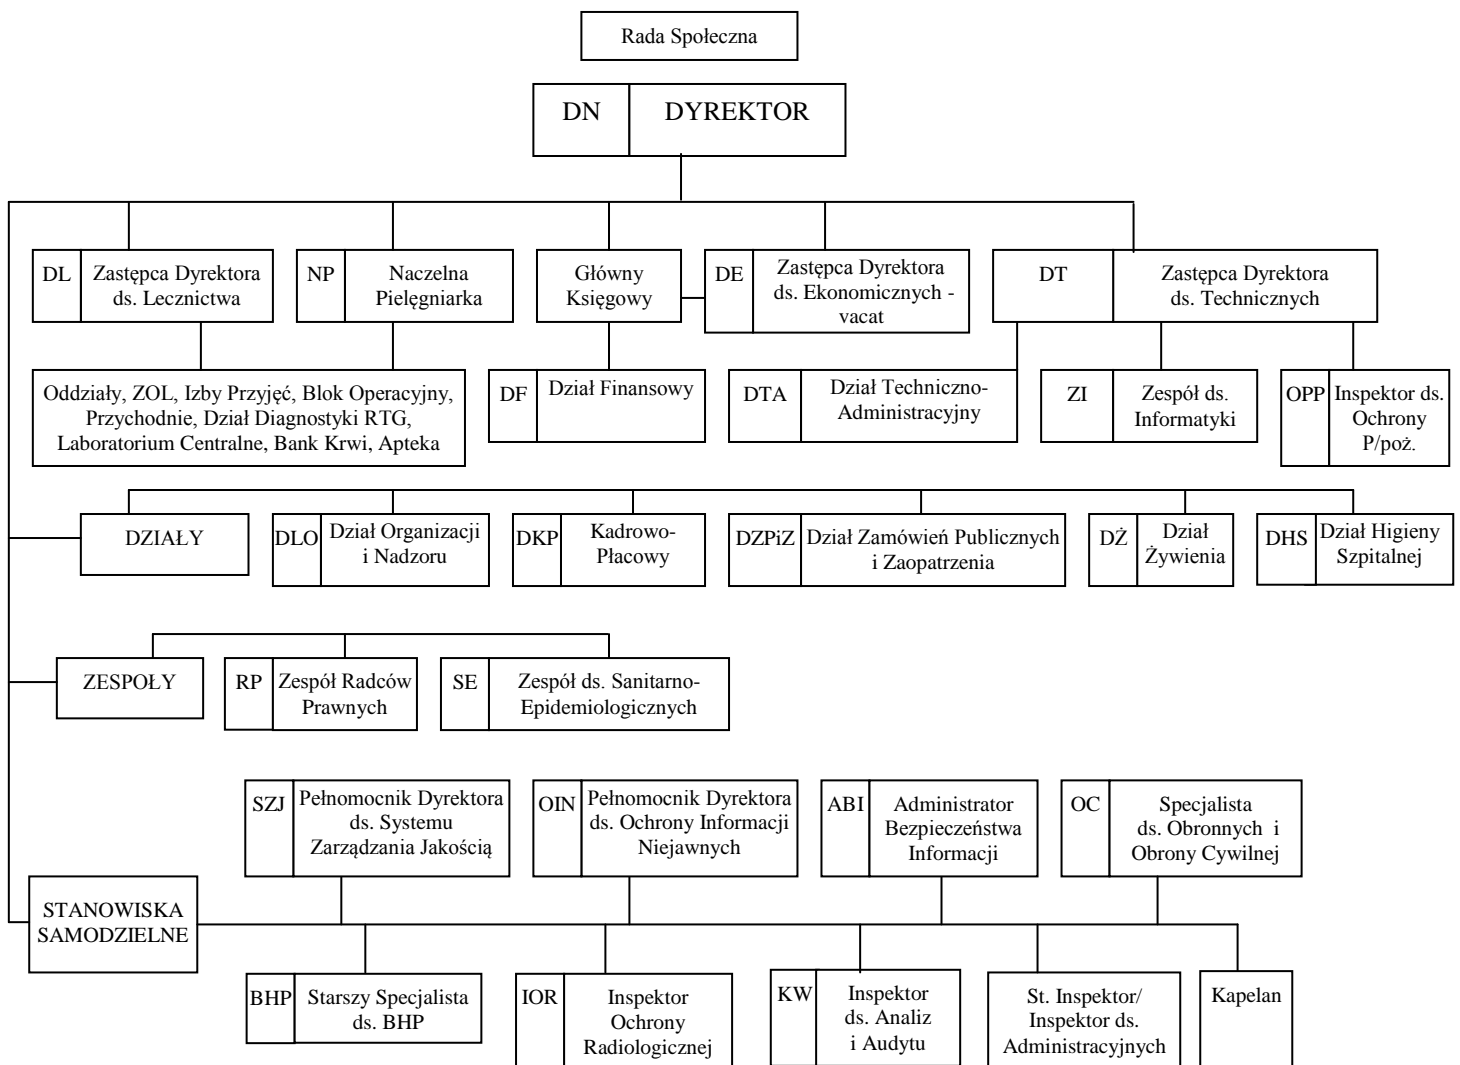 Rada Społeczna
DN
DYREKTOR
DL
Zastępca Dyrektora
ds. Lecznictwa
NP
Naczelna
Pielęgniarka
Główny
Księgowy
DE
Zastępca Dyrektora
ds. Ekonomicznych -
vacat
DT
Zastępca Dyrektora
ds. Technicznych
Oddziały, ZOL, Izby Przyjęć, Blok Operacyjny,
Przychodnie, Dział Diagnostyki RTG,
Laboratorium Centralne, Bank Krwi, Apteka
DF
Dział Finansowy
DTA
Dział Techniczno-
Administracyjny
ZI
Zespół ds.
Informatyki
OPP
Inspektor ds.
Ochrony
P/poż.
DZIAŁY
DLO
Dział Organizacji
i Nadzoru
DKP
Kadrowo-
Płacowy
DZPiZ
Dział Zamówień Publicznych
i Zaopatrzenia
DŻ
Dział
Żywienia
DHS
Dział Higieny
Szpitalnej
ZESPOŁY
RP
Zespół Radców
Prawnych
SE
Zespół ds. Sanitarno-
Epidemiologicznych
SZJ
Pełnomocnik Dyrektora
ds. Systemu
Zarządzania Jakością
OIN
Pełnomocnik Dyrektora
ds. Ochrony Informacji
Niejawnych
ABI
Administrator
Bezpieczeństwa
Informacji
OC
Specjalista
ds. Obronnych i
Obrony Cywilnej
STANOWISKA
SAMODZIELNE
BHP
Starszy Specjalista
ds. BHP
IOR
Inspektor
Ochrony
Radiologicznej
KW
Inspektor
ds. Analiz
i Audytu
St. Inspektor/
Inspektor ds.
Administracyjnych
Kapelan